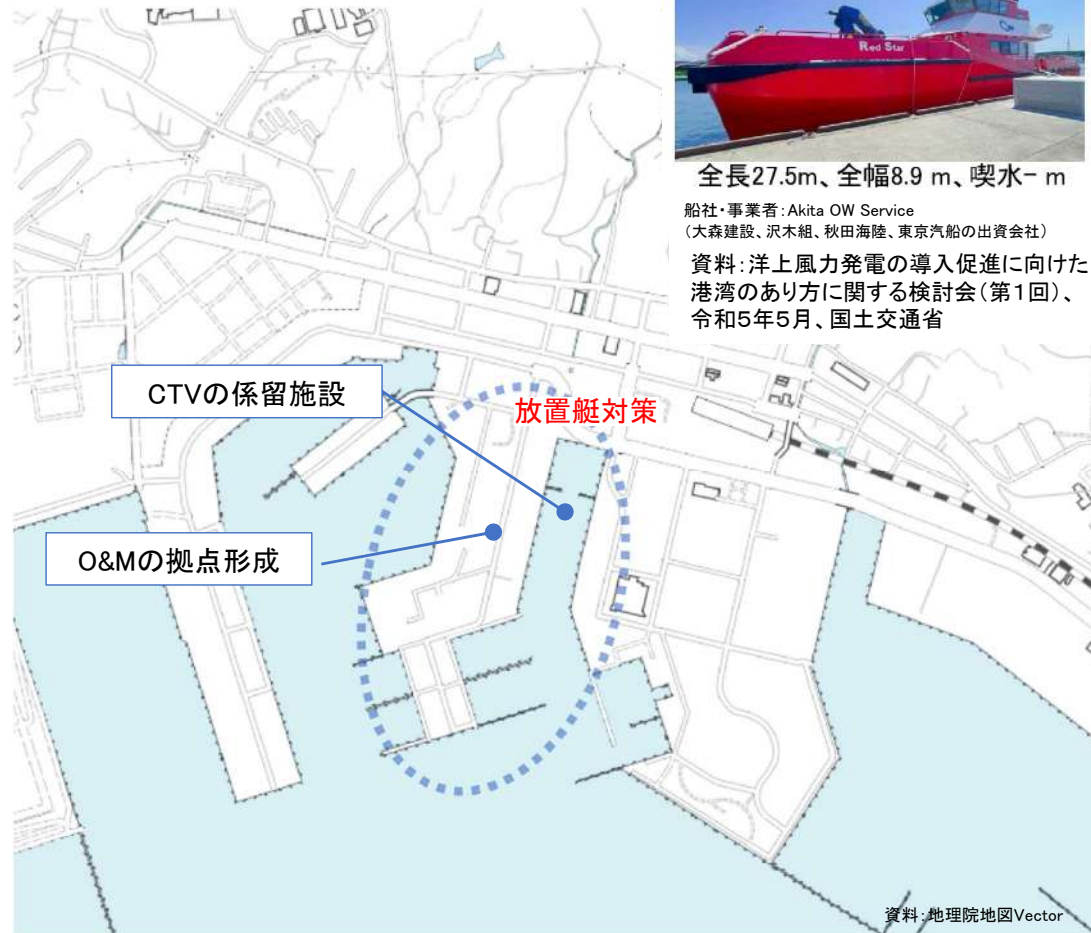 Red Star
全長27.5m、全幅8.9 m、喫水- m
船社・事業者:Akita OW Service
(大森建設、沢木組、秋田海陸、東京汽船の出資会社)
資料:洋上風力発電の導入促進に向けた
港湾のあり方に関する検討会(第1回)、
令和5年5月、国土交通省
CTVの係留施設
放置艇対策
O&Mの拠点形成
資料:地理院地図Vector